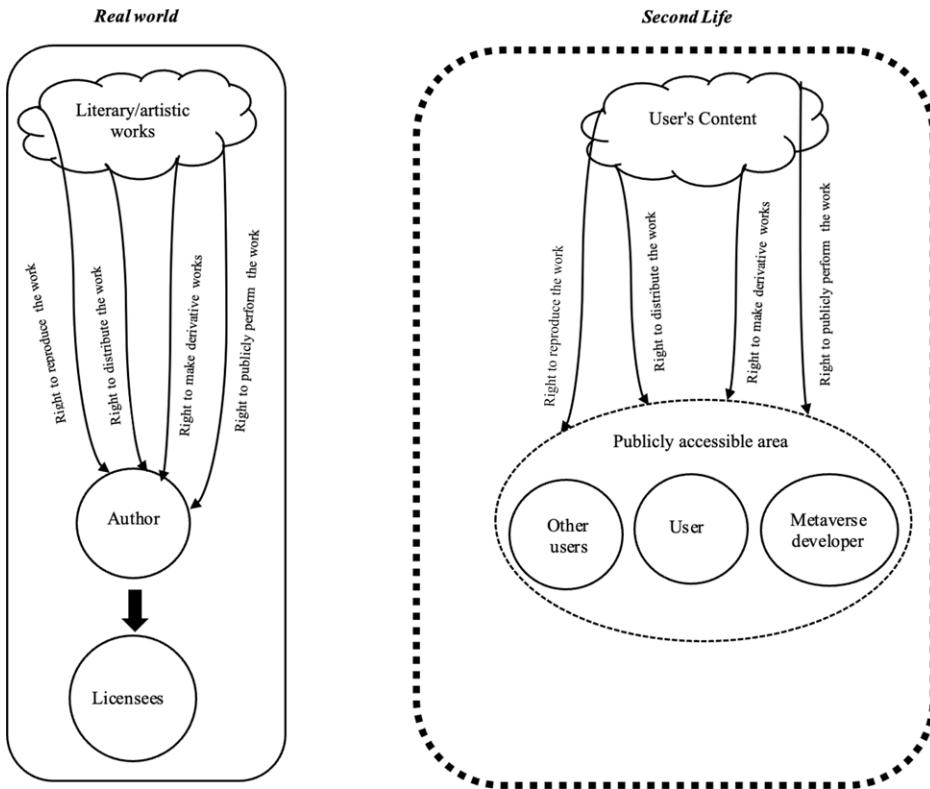 Real world
Literary/artistic
works
Right to reproduce the work
Right to distribute the work
Right to make derivative works
Right to publicly perform the work
Author
Licensees
Second Life
User's Content
Right to reproduce the work
Right to distribute the work
Right to make derivative works
Right to publicly perform the work
Publicly accessible area
Other
users
User
Metaverse
developer